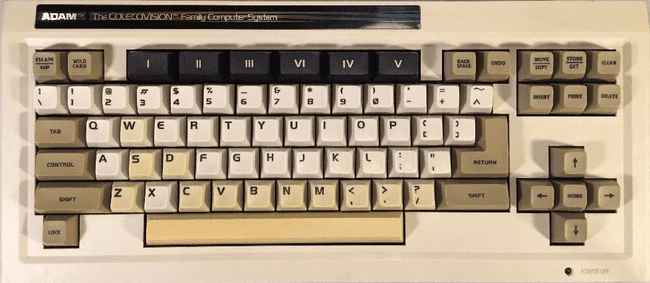 ADAM™ The COLECOVISION™ Family Computer System
ESCAPE/WP WILD CARD I II III VI IV V BACK-SPACE UNDO MOVE/COPY STORE/GET CLEAR
| \ ! 1 @ 2 # 3 $ 4 % 5 _ 6 & 7 * 8 ( 9 ) 0 - + = ~ ^ INSERT PRINT DELETE
TAB Q W E R T Y U I O P { [ } ]
CONTROL A S D F G H J K L : ; " ' RETURN ↑
SHIFT Z X C V B N M < , > . ? / SHIFT ← HOME →
LOCK ↓